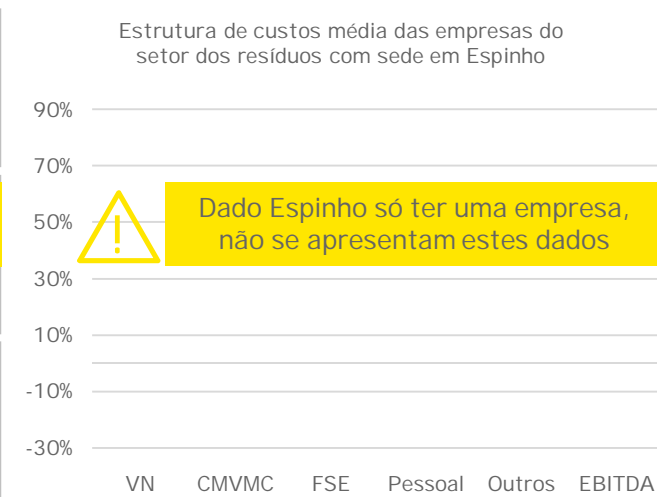 Estrutura de custos média das empresas do
setor dos resíduos com sede em Espinho
90%
70%
Dado Espinho só ter uma empresa,
50%
não se apresentam estes dados
30%
10%
-10%
-30%
VN CMVMC FSE Pessoal Outros EBITDA